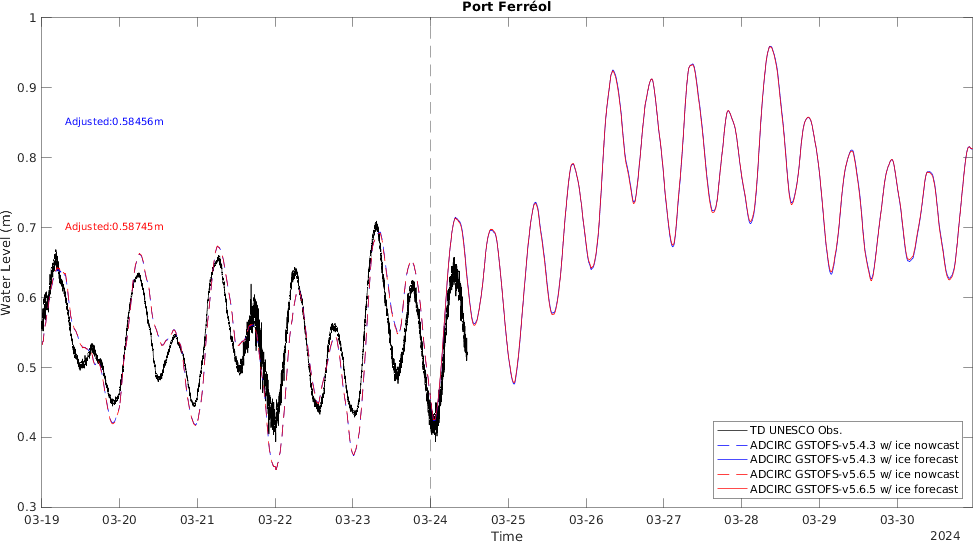 Port Ferréol
1
0.9
0.8
0.7
0.6
0.5
0.4
0.3
Water Level (m)
Adjusted:0.58456m
Adjusted:0.58745m
TD UNESCO Obs.
ADCIRC GSTOFS-v5.4.3 w/ ice nowcast
ADCIRC GSTOFS-v5.4.3 w/ ice forecast
ADCIRC GSTOFS-v5.6.5 w/ ice nowcast
ADCIRC GSTOFS-v5.6.5 w/ ice forecast
03-19 03-20 03-21 03-22 03-23 03-24 03-25 03-26 03-27 03-28 03-29 03-30
Time
2024